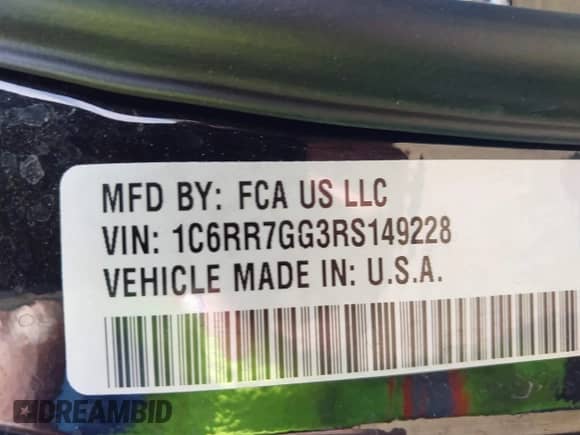 MFD BY: FCA US LLC
VIN: 1C6RR7GG3RS149228
VEHICLE MADE IN: U.S.A.
DREAMBID